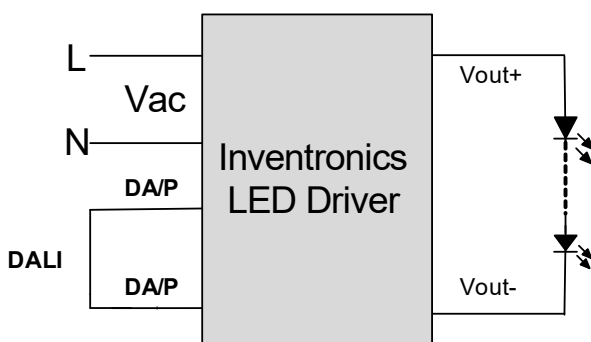 L
Vac
N
DA/P
DALI
DA/P
Inventronics
LED Driver
Vout+
Vout-